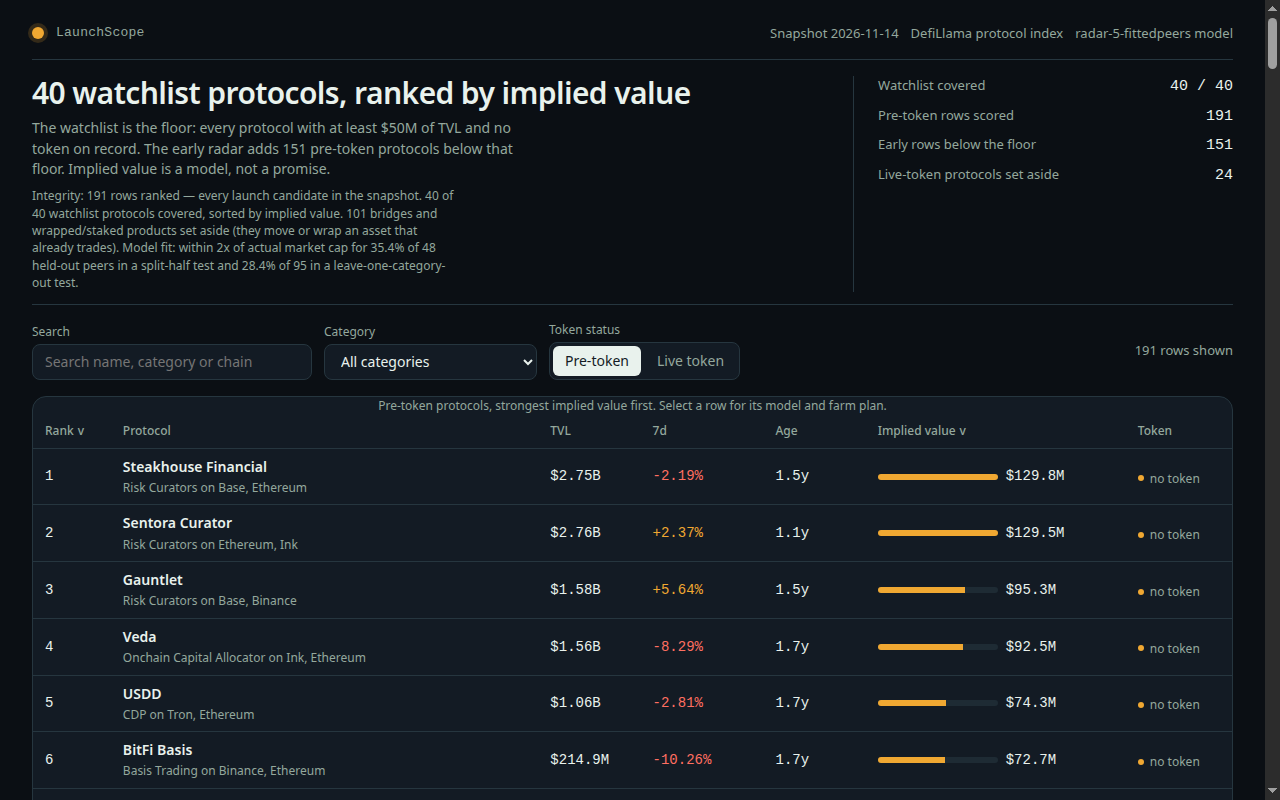 LaunchScope
Snapshot 2026-11-14 DefiLlama protocol index radar-5-fittedpeers model
40 watchlist protocols, ranked by implied value
The watchlist is the floor: every protocol with at least $50M of TVL and no
token on record. The early radar adds 151 pre-token protocols below that
floor. Implied value is a model, not a promise.
Integrity: 191 rows ranked — every launch candidate in the snapshot. 40 of
40 watchlist protocols covered, sorted by implied value. 101 bridges and
wrapped/staked products set aside (they move or wrap an asset that
already trades). Model fit: within 2x of actual market cap for 35.4% of 48
held-out peers in a split-half test and 28.4% of 95 in a leave-one-category-
out test.
Watchlist covered 40 / 40
Pre-token rows scored 191
Early rows below the floor 151
Live-token protocols set aside 24
Search
Search name, category or chain
Category
All categories
Token status
Pre-token Live token
191 rows shown
Pre-token protocols, strongest implied value first. Select a row for its model and farm plan.
Rank v Protocol TVL 7d Age Implied value v Token
1 Steakhouse Financial $2.75B -2.19% 1.5y $129.8M no token
Risk Curators on Base, Ethereum
2 Sentora Curator $2.76B +2.37% 1.1y $129.5M no token
Risk Curators on Ethereum, Ink
3 Gauntlet $1.58B +5.64% 1.5y $95.3M no token
Risk Curators on Base, Binance
4 Veda $1.56B -8.29% 1.7y $92.5M no token
Onchain Capital Allocator on Ink, Ethereum
5 USDD $1.06B -2.81% 1.7y $74.3M no token
CDP on Tron, Ethereum
6 BitFi Basis $214.9M -10.26% 1.7y $72.7M no token
Basis Trading on Binance, Ethereum